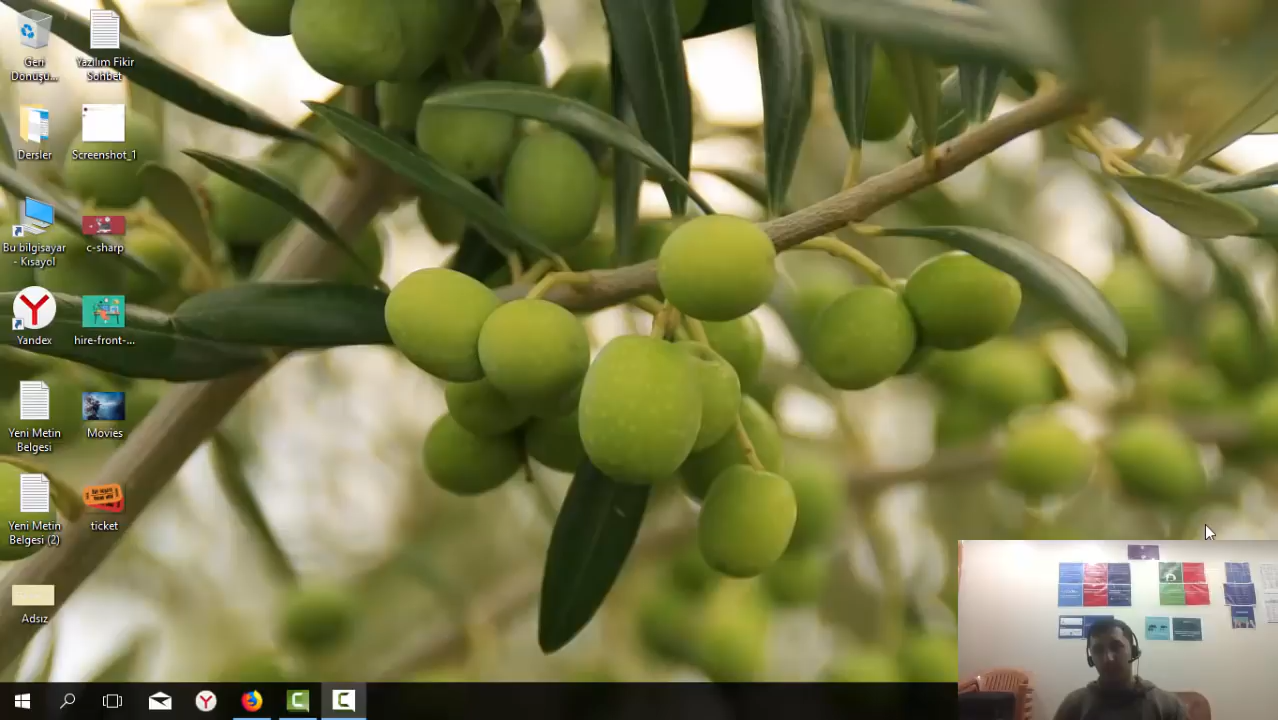 Geri
Dönüşü...
Yazılım Fikir
Sohbet
Dersler
Screenshot_1
Bu bilgisayar
- Kısayol
c-sharp
Yandex
hire-front-...
Yeni Metin
Belgesi
Movies
Yeni Metin
Belgesi (2)
ticket
Adsız